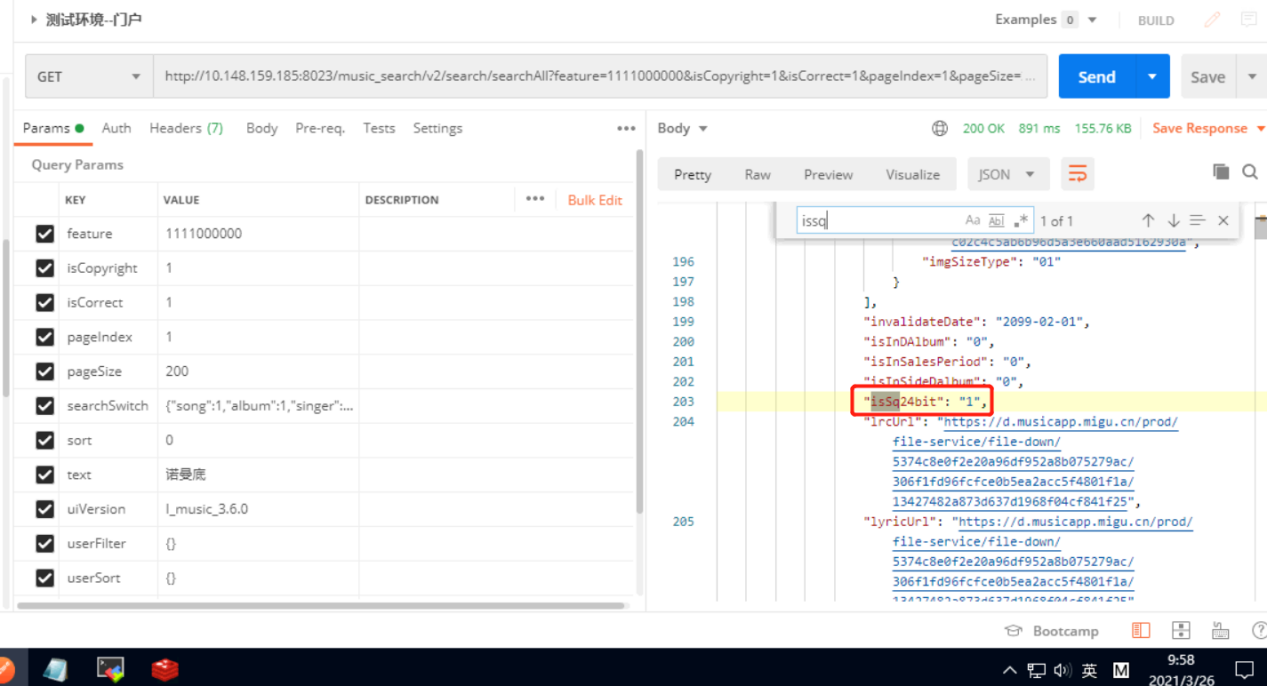 测试环境--门户
Examples 0 BUILD
GET http://10.148.159.185:8023/music_search/v2/search/searchAll?feature=1111000000&isCopyright=1&isCorrect=1&pageIndex=1&pageSize= ... Send Save
Params Auth Headers (7) Body Pre-req. Tests Settings
Query Params
KEY VALUE DESCRIPTION Bulk Edit
feature 1111000000
isCopyright 1
isCorrect 1
pageIndex 1
pageSize 200
searchSwitch {"song":1,"album":1,"singer":...
sort 0
text 诺曼底
uiVersion I_music_3.6.0
userFilter {}
userSort {}
Body 200 OK 891 ms 155.76 KB Save Response
Pretty Raw Preview Visualize JSON
issq Aa Abl .* 1 of 1
c02c4c5ab6b96d5a3e660aad5162930a",
196 "imgSizeType": "01"
197 }
198 ],
199 "invalidateDate": "2099-02-01",
200 "isInDAlbum": "0",
201 "isInSalesPeriod": "0",
202 "isInSideDalbum": "0",
203 "isSq24bit": "1",
204 "lrcUrl": "https://d.musicapp.migu.cn/prod/
file-service/file-down/
5374c8e0f2e20a96df952a8b075279ac/
306f1fd96fcfce0b5ea2acc5f4801f1a/
13427482a873d637d1968f04cf841f25",
205 "lyricUrl": "https://d.musicapp.migu.cn/prod/
file-service/file-down/
5374c8e0f2e20a96df952a8b075279ac/
306f1fd96fcfce0b5ea2acc5f4801f1a/
13427482a873d637d1968f04cf841f25"
Bootcamp
英 M 9:58
2021/3/26